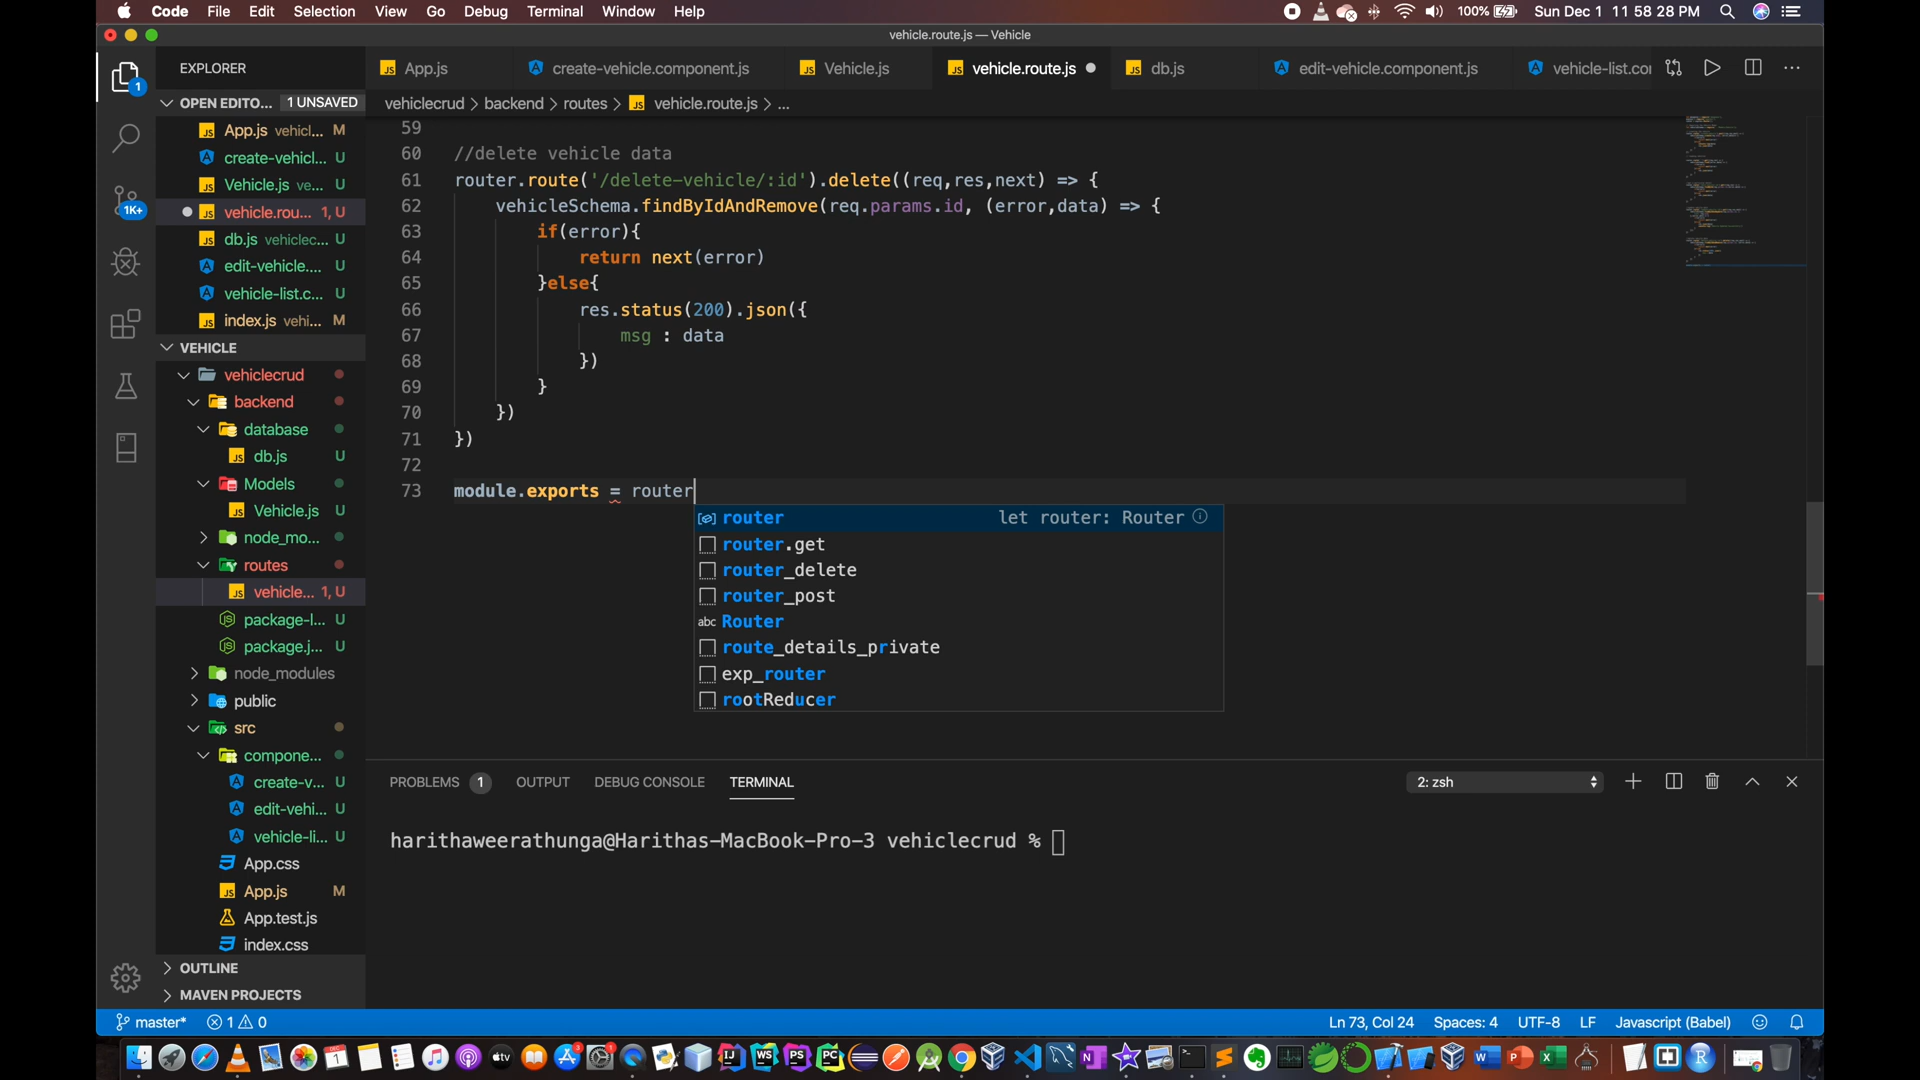 Code File Edit Selection View Go Debug Terminal Window Help 100% Sun Dec 1 11 58 28 PM
vehicle.route.js — Vehicle
EXPLORER
App.js create-vehicle.component.js Vehicle.js vehicle.route.js db.js edit-vehicle.component.js vehicle-list.cor
OPEN EDITO... 1 UNSAVED
vehiclecrud > backend > routes > vehicle.route.js > ...
App.js vehicl... M
create-vehicl... U
Vehicle.js ve... U
vehicle.rou... 1, U
db.js vehiclec... U
edit-vehicle.... U
vehicle-list.c... U
index.js vehi... M
VEHICLE
vehiclecrud
backend
database
db.js U
Models
Vehicle.js U
node_mo...
routes
vehicle... 1, U
package-l... U
package.j... U
node_modules
public
src
compone...
create-v... U
edit-vehi... U
vehicle-li... U
App.css
App.js M
App.test.js
index.css
OUTLINE
MAVEN PROJECTS
59
60 //delete vehicle data
61 router.route('/delete-vehicle/:id').delete((req,res,next) => {
62 vehicleSchema.findByIdAndRemove(req.params.id, (error,data) => {
63 if(error){
64 return next(error)
65 }else{
66 res.status(200).json({
67 msg : data
68 })
69 }
70 })
71 })
72
73 module.exports = router
router let router: Router
router.get
router_delete
router_post
abc Router
route_details_private
exp_router
rootReducer
PROBLEMS 1 OUTPUT DEBUG CONSOLE TERMINAL 2: zsh
harithaweerathunga@Harithas-MacBook-Pro-3 vehiclecrud %
master* 1 0 Ln 73, Col 24 Spaces: 4 UTF-8 LF Javascript (Babel)